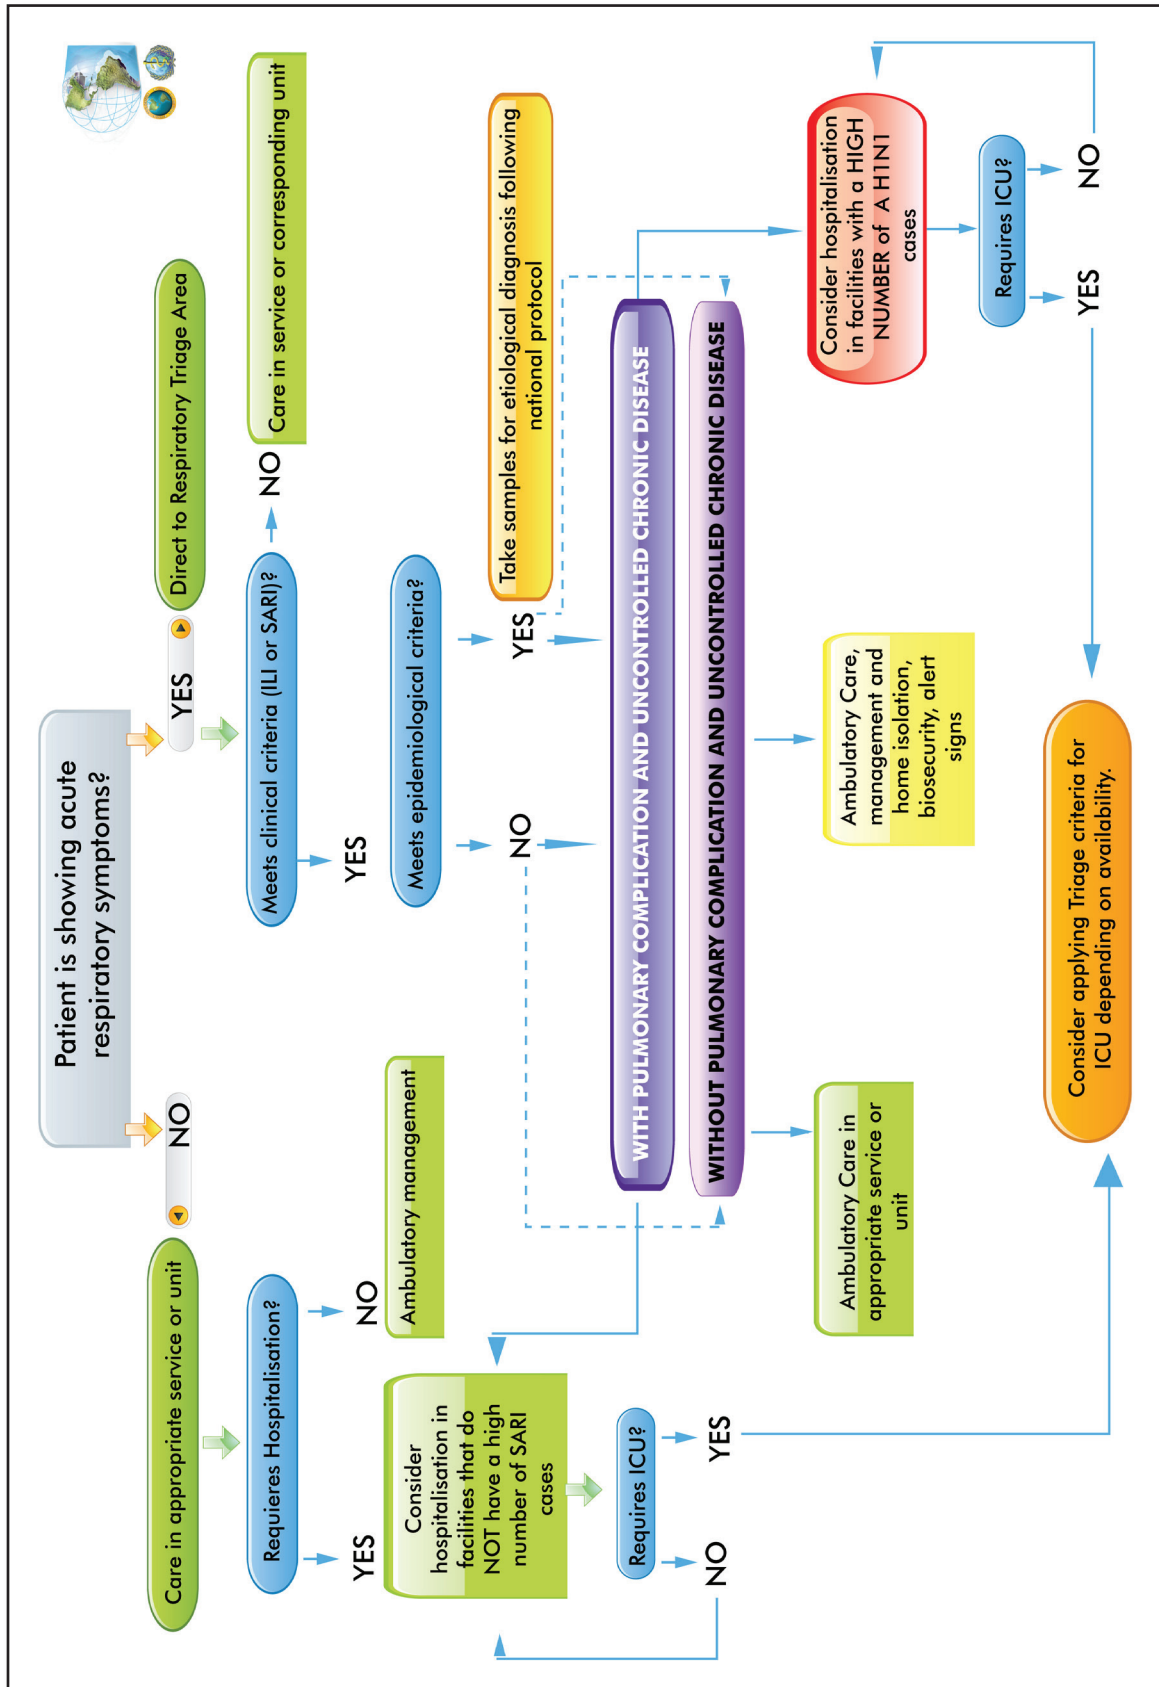 Patient is showing acute
respiratory symptoms?
NO
YES
Care in appropriate service or unit
Direct to Respiratory Triage Area
Requieres Hospitalisation?
Meets clinical criteria (ILI or SARI)?
NO
Care in service or corresponding unit
YES
NO
Ambulatory management
YES
Meets epidemiological criteria?
Consider
hospitalisation in
facilities that do
NOT have a high
number of SARI
cases
NO
YES
Take samples for etiological diagnosis following
national protocol
WITH PULMONARY COMPLICATION AND UNCONTROLLED CHRONIC DISEASE
WITHOUT PULMONARY COMPLICATION AND UNCONTROLLED CHRONIC DISEASE
Requires ICU?
NO
YES
Ambulatory Care in
appropriate service or
unit
Ambulatory Care,
management and
home isolation,
biosecurity, alert
signs
Consider hospitalisation
in facilities with a HIGH
NUMBER of A H1N1
cases
Requires ICU?
YES
NO
Consider applying Triage criteria for
ICU depending on availability.